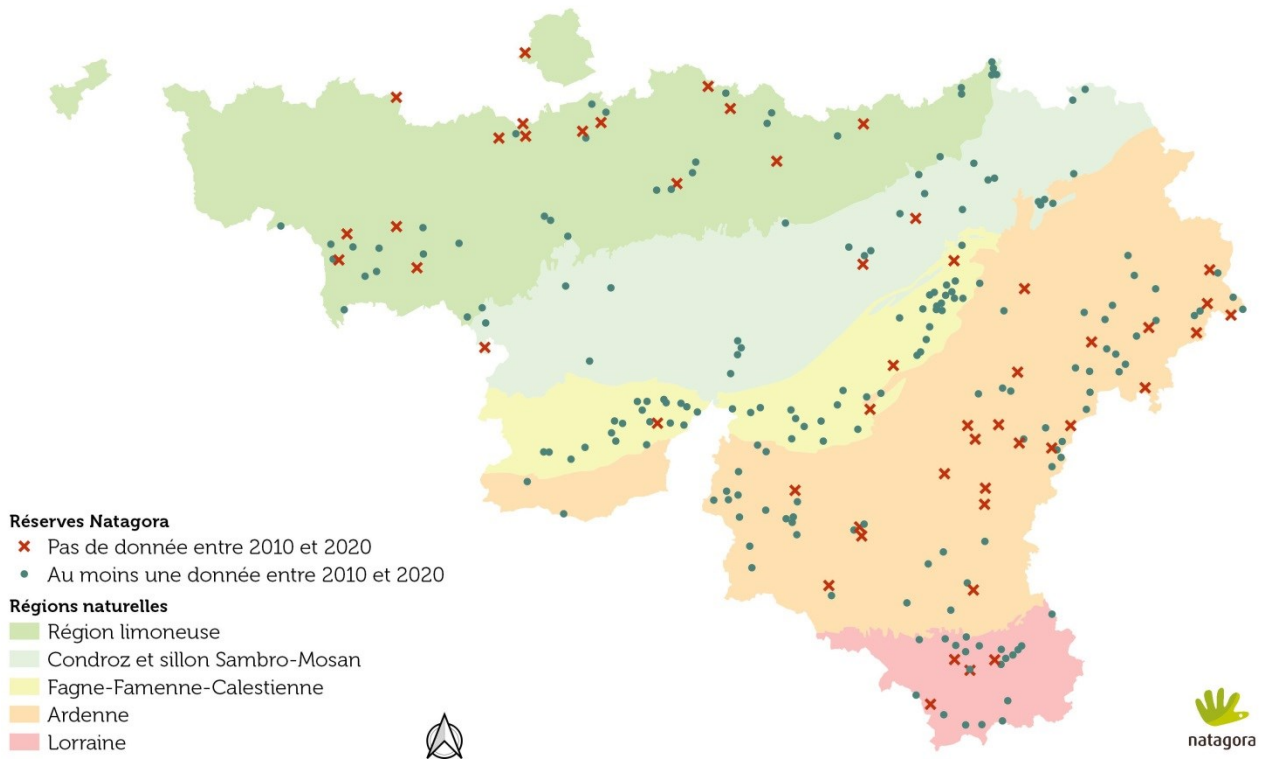 Réserves Natagora
Pas de donnée entre 2010 et 2020
Au moins une donnée entre 2010 et 2020
Régions naturelles
Région limoneuse
Condroz et sillon Sambro-Mosan
Fagne-Famenne-Calestienne
Ardenne
Lorraine
natagora